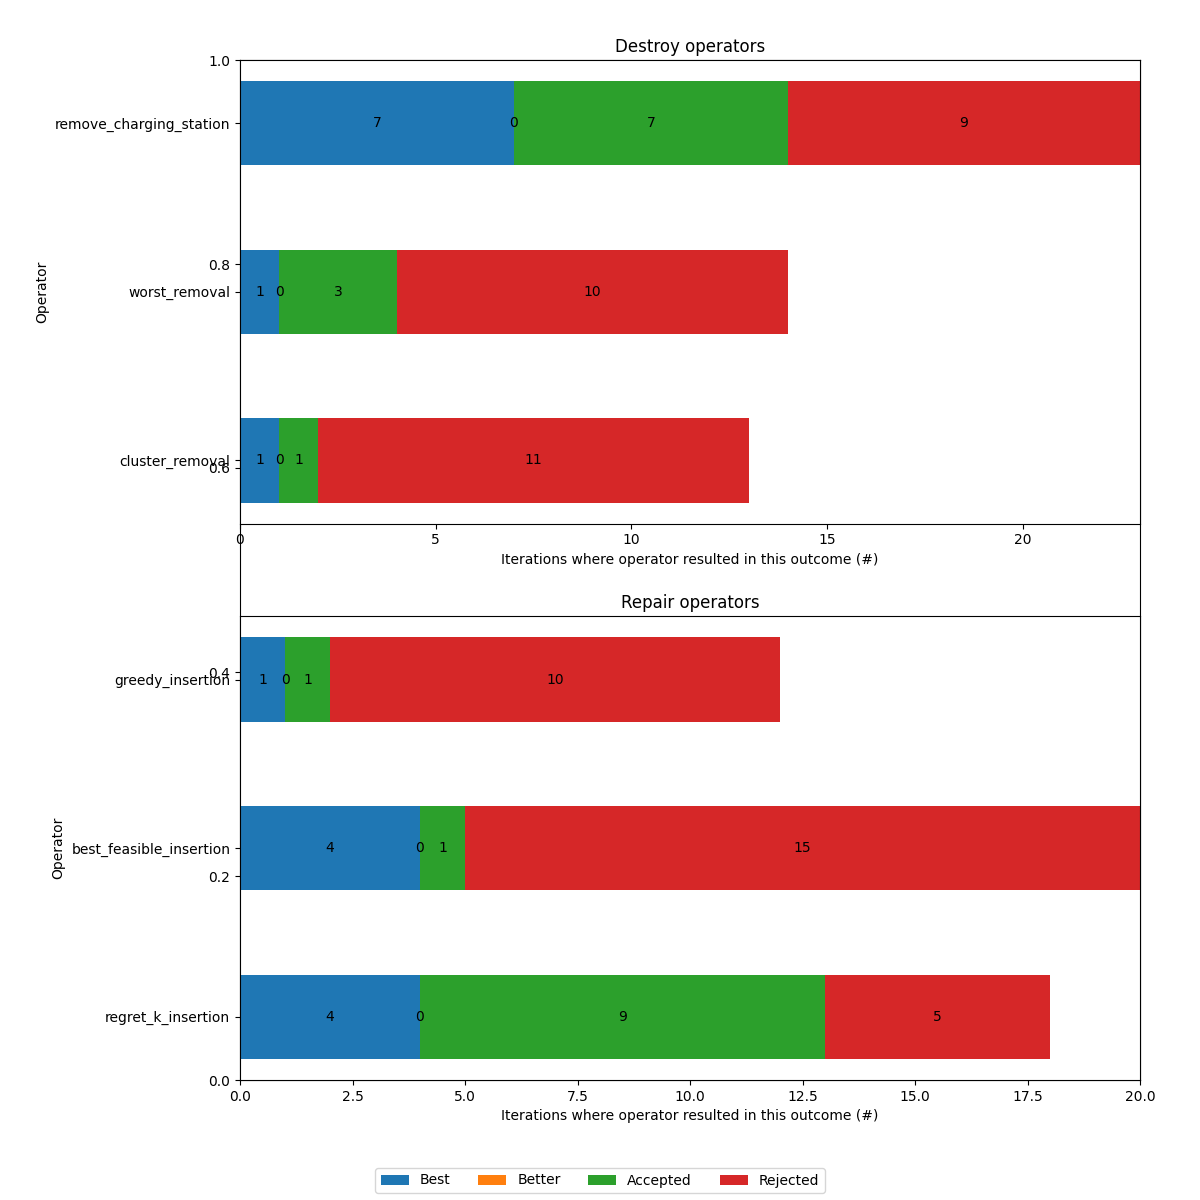 Destroy operators
1.0
remove_charging_station 7 0 7 9
0.8
worst_removal 1 0 3 10
Operator
cluster_removal 1 0 1 11
0.6
0 5 10 15 20
Iterations where operator resulted in this outcome (#)
Repair operators
0.4
greedy_insertion 1 0 1 10
Operator
best_feasible_insertion 4 0 1 15
0.2
regret_k_insertion 4 0 9 5
0.0
0.0 2.5 5.0 7.5 10.0 12.5 15.0 17.5 20.0
Iterations where operator resulted in this outcome (#)
Best Better Accepted Rejected